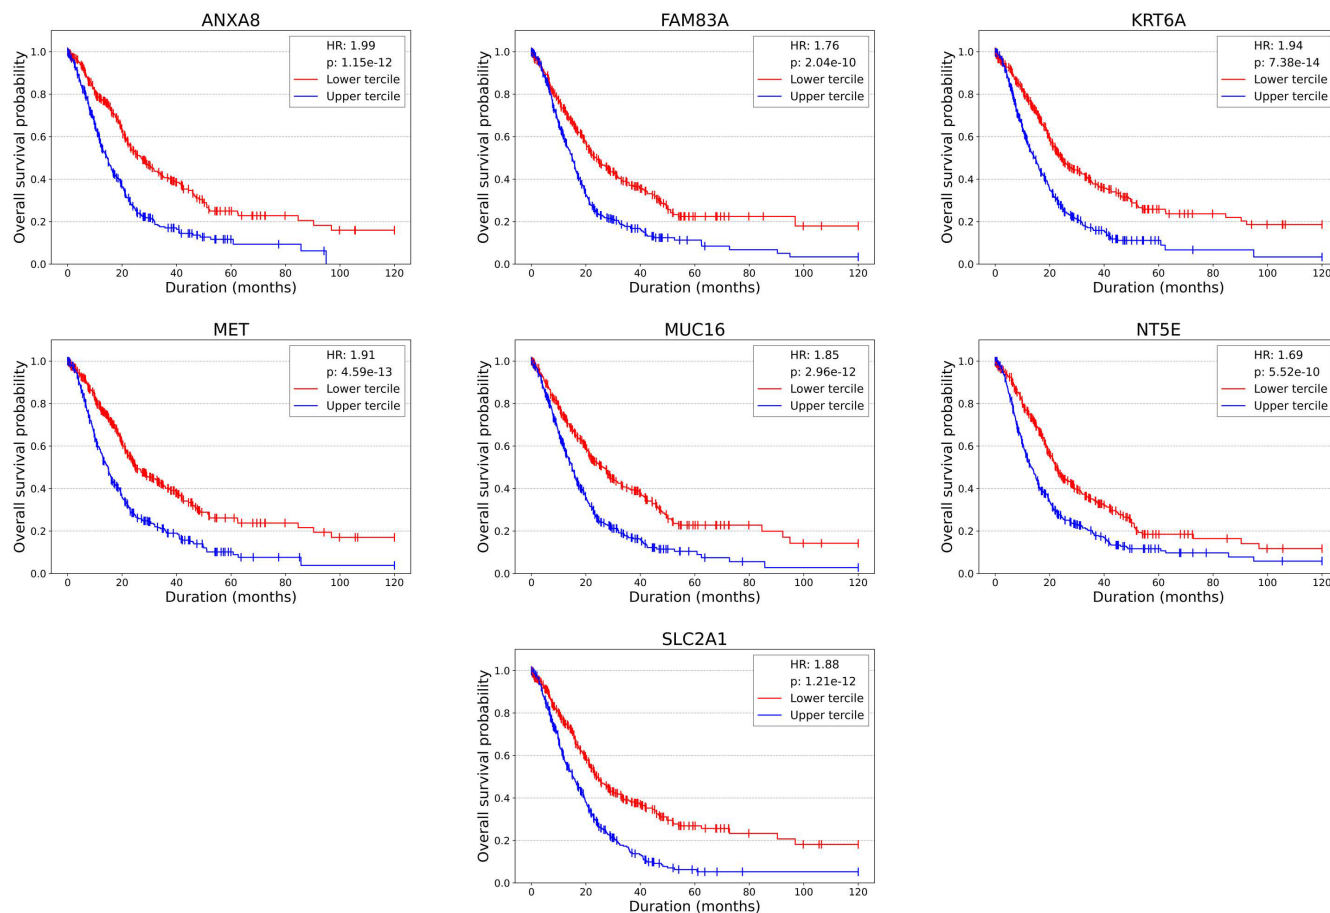 ANXA8
HR: 1.99
p: 1.15e-12
Lower tercile
Upper tercile
Overall survival probability
1.0
0.8
0.6
0.4
0.2
0.0
0 20 40 60 80 100 120
Duration (months)
FAM83A
HR: 1.76
p: 2.04e-10
Lower tercile
Upper tercile
Overall survival probability
1.0
0.8
0.6
0.4
0.2
0.0
0 20 40 60 80 100 120
Duration (months)
KRT6A
HR: 1.94
p: 7.38e-14
Lower tercile
Upper tercile
Overall survival probability
1.0
0.8
0.6
0.4
0.2
0.0
0 20 40 60 80 100 120
Duration (months)
MET
HR: 1.91
p: 4.59e-13
Lower tercile
Upper tercile
Overall survival probability
1.0
0.8
0.6
0.4
0.2
0.0
0 20 40 60 80 100 120
Duration (months)
MUC16
HR: 1.85
p: 2.96e-12
Lower tercile
Upper tercile
Overall survival probability
1.0
0.8
0.6
0.4
0.2
0.0
0 20 40 60 80 100 120
Duration (months)
NT5E
HR: 1.69
p: 5.52e-10
Lower tercile
Upper tercile
Overall survival probability
1.0
0.8
0.6
0.4
0.2
0.0
0 20 40 60 80 100 120
Duration (months)
SLC2A1
HR: 1.88
p: 1.21e-12
Lower tercile
Upper tercile
Overall survival probability
1.0
0.8
0.6
0.4
0.2
0.0
0 20 40 60 80 100 120
Duration (months)